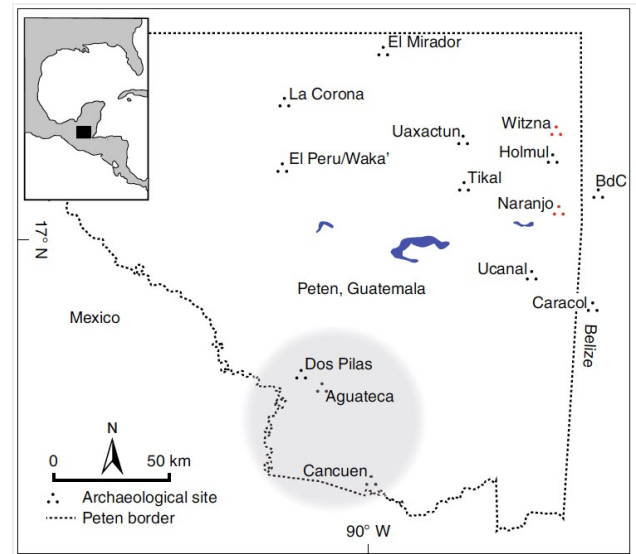 El Mirador
La Corona
Witzna
Uaxactun
Holmul
El Peru/Waka'
Tikal
BdC
Naranjo
17° N
Ucanal
Peten, Guatemala
Caracol
Mexico
Belize
Dos Pilas
Aguateca
N
0 50 km
Cancuen
Archaeological site
Peten border
90° W